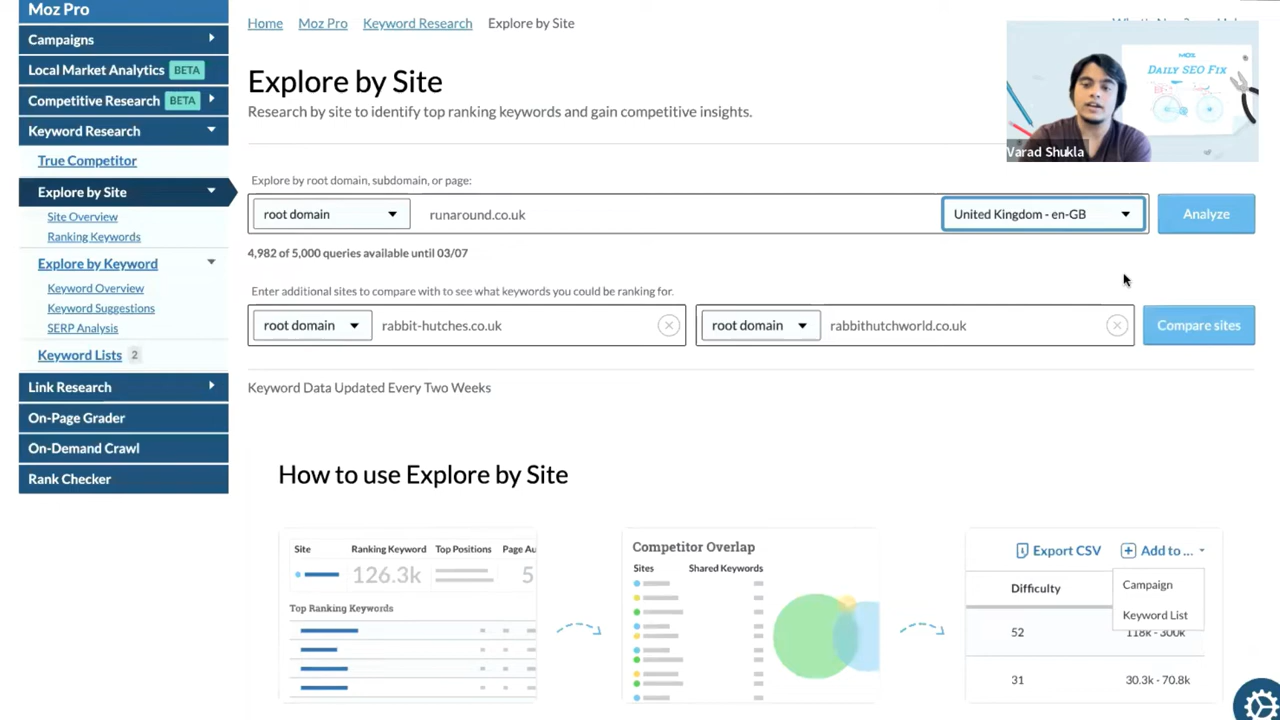 Moz Pro
Campaigns
Local Market Analytics BETA
Competitive Research BETA
Keyword Research
True Competitor
Explore by Site
Site Overview
Ranking Keywords
Explore by Keyword
Keyword Overview
Keyword Suggestions
SERP Analysis
Keyword Lists 2
Link Research
On-Page Grader
On-Demand Crawl
Rank Checker
Home Moz Pro Keyword Research Explore by Site
Explore by Site
Research by site to identify top ranking keywords and gain competitive insights.
MOZ
DAILY SEO FIX
Varad Shukla
Explore by root domain, subdomain, or page:
root domain runaround.co.uk United Kingdom - en-GB Analyze
4,982 of 5,000 queries available until 03/07
Enter additional sites to compare with to see what keywords you could be ranking for.
root domain rabbit-hutches.co.uk root domain rabbithutchworld.co.uk Compare sites
Keyword Data Updated Every Two Weeks
How to use Explore by Site
Site Ranking Keyword Top Positions Page Au
126.3k 5
Top Ranking Keywords
Competitor Overlap
Sites Shared Keywords
Export CSV Add to ...
Difficulty
Campaign
Keyword List
52 118k - 300k
31 30.3k - 70.8k